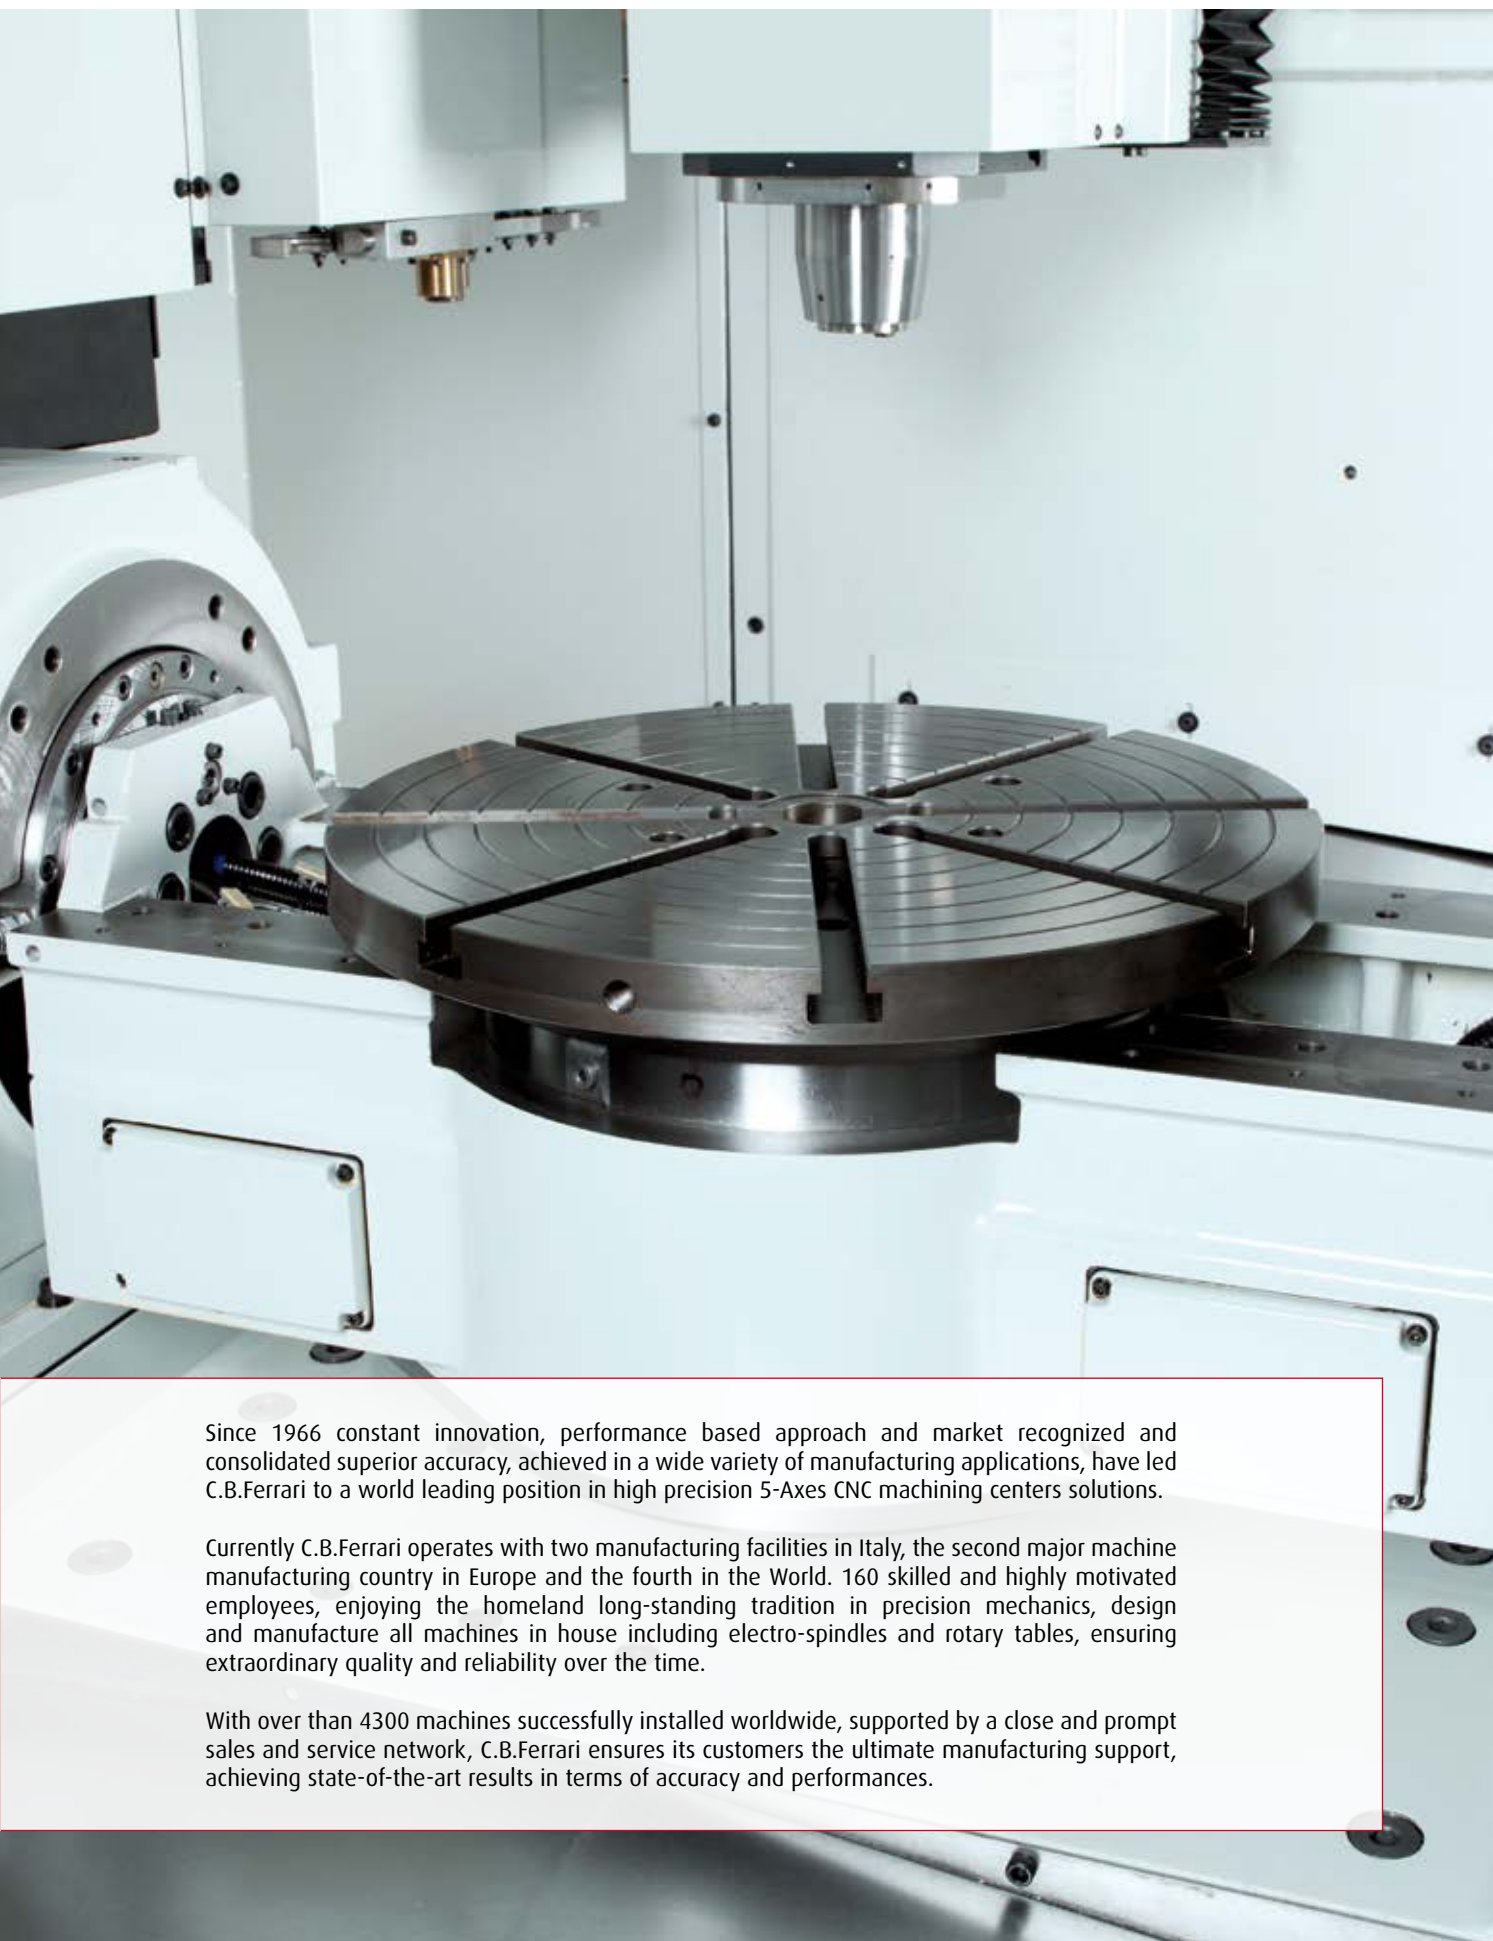 Since 1966 constant innovation, performance based approach and market recognized and
consolidated superior accuracy, achieved in a wide variety of manufacturing applications, have led
C.B.Ferrari to a world leading position in high precision 5-Axes CNC machining centers solutions.
Currently C.B.Ferrari operates with two manufacturing facilities in Italy, the second major machine
manufacturing country in Europe and the fourth in the World. 160 skilled and highly motivated
employees, enjoying the homeland long-standing tradition in precision mechanics, design
and manufacture all machines in house including electro-spindles and rotary tables, ensuring
extraordinary quality and reliability over the time.
With over than 4300 machines successfully installed worldwide, supported by a close and prompt
sales and service network, C.B.Ferrari ensures its customers the ultimate manufacturing support,
achieving state-of-the-art results in terms of accuracy and performances.